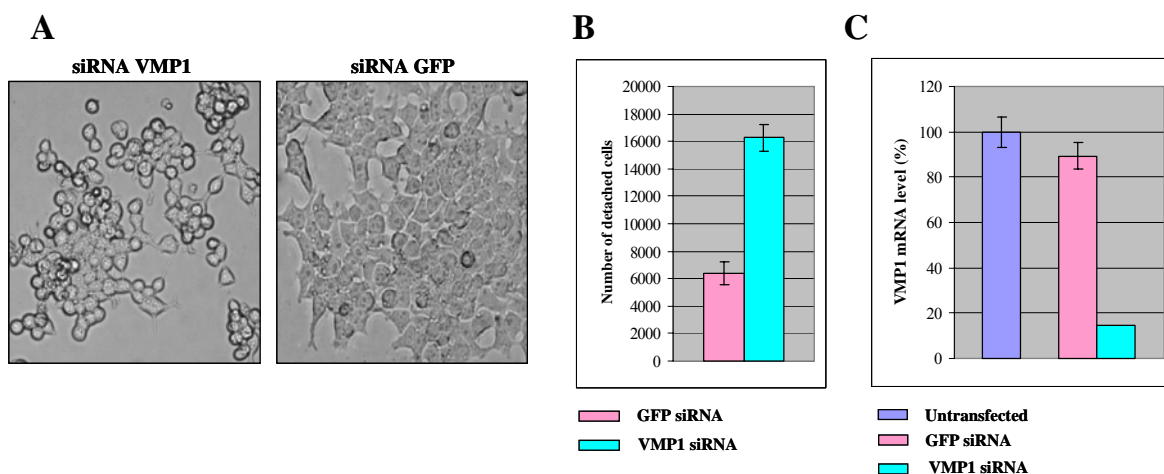 A
siRNA VMP1
siRNA GFP
B
Number of detached cells
20000
18000
16000
14000
12000
10000
8000
6000
4000
2000
0
GFP siRNA
VMP1 siRNA
C
VMP1 mRNA level (%)
120
100
80
60
40
20
0
Untransfected
GFP siRNA
VMP1 siRNA